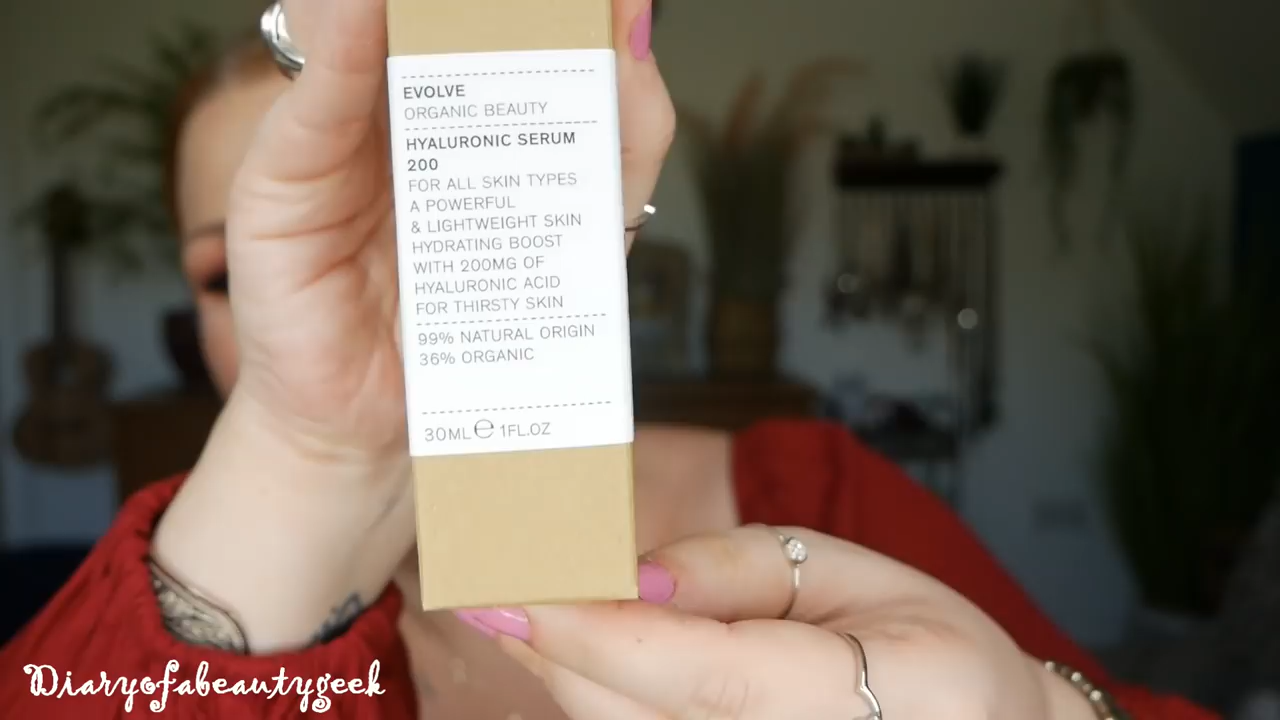 EVOLVE
ORGANIC BEAUTY
HYALURONIC SERUM
200
FOR ALL SKIN TYPES
A POWERFUL
& LIGHTWEIGHT SKIN
HYDRATING BOOST
WITH 200MG OF
HYALURONIC ACID
FOR THIRSTY SKIN
99% NATURAL ORIGIN
36% ORGANIC
30ML℮ 1FL.OZ
Diaryofabeautygeek